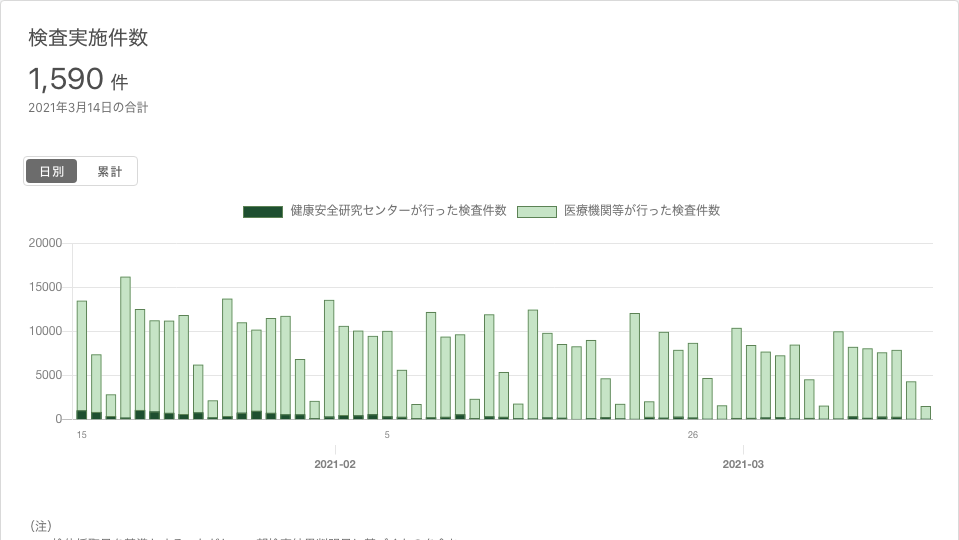 検査実施件数
1,590 件
2021年3月14日の合計
日別 累計
健康安全研究センターが行った検査件数 医療機関等が行った検査件数
20000
15000
10000
5000
0
15 5 26
2021-02 2021-03
（注）